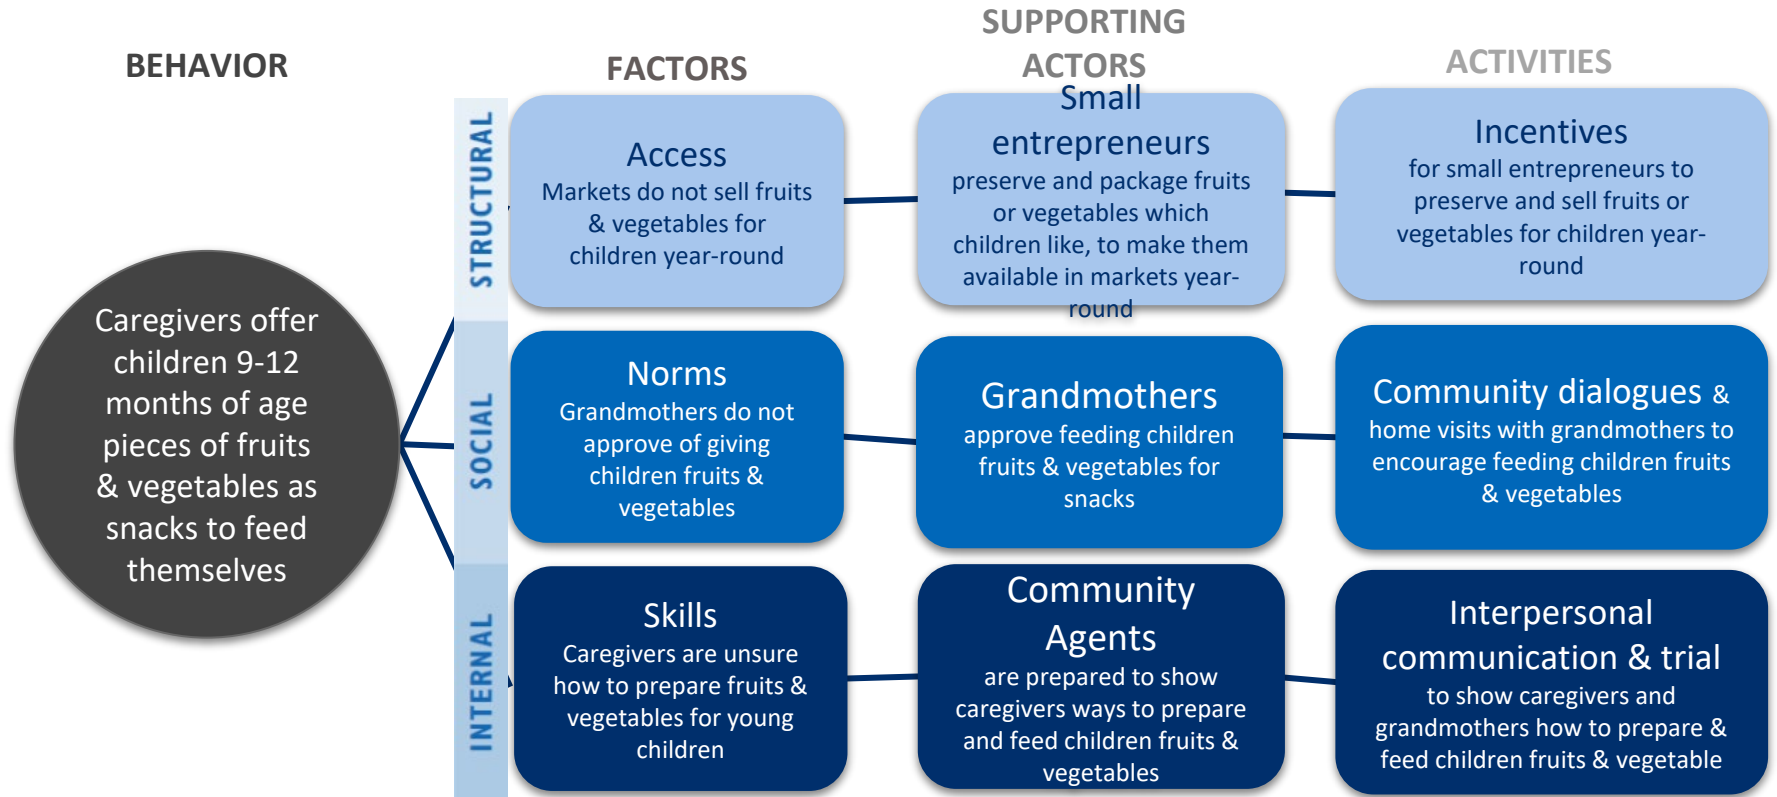 BEHAVIOR
FACTORS
SUPPORTING
ACTORS
ACTIVITIES
Caregivers offer
children 9-12
months of age
pieces of fruits
& vegetables as
snacks to feed
themselves
STRUCTURAL
Access
Markets do not sell fruits
& vegetables for
children year-round
Small
entrepreneurs
preserve and package fruits
or vegetables which
children like, to make them
available in markets year-
round
Incentives
for small entrepreneurs to
preserve and sell fruits or
vegetables for children year-
round
SOCIAL
Norms
Grandmothers do not
approve of giving
children fruits &
vegetables
Grandmothers
approve feeding children
fruits & vegetables for
snacks
Community dialogues &
home visits with grandmothers to
encourage feeding children fruits
& vegetables
INTERNAL
Skills
Caregivers are unsure
how to prepare fruits &
vegetables for young
children
Community
Agents
are prepared to show
caregivers ways to prepare
and feed children fruits &
vegetables
Interpersonal
communication & trial
to show caregivers and
grandmothers how to prepare &
feed children fruits & vegetable